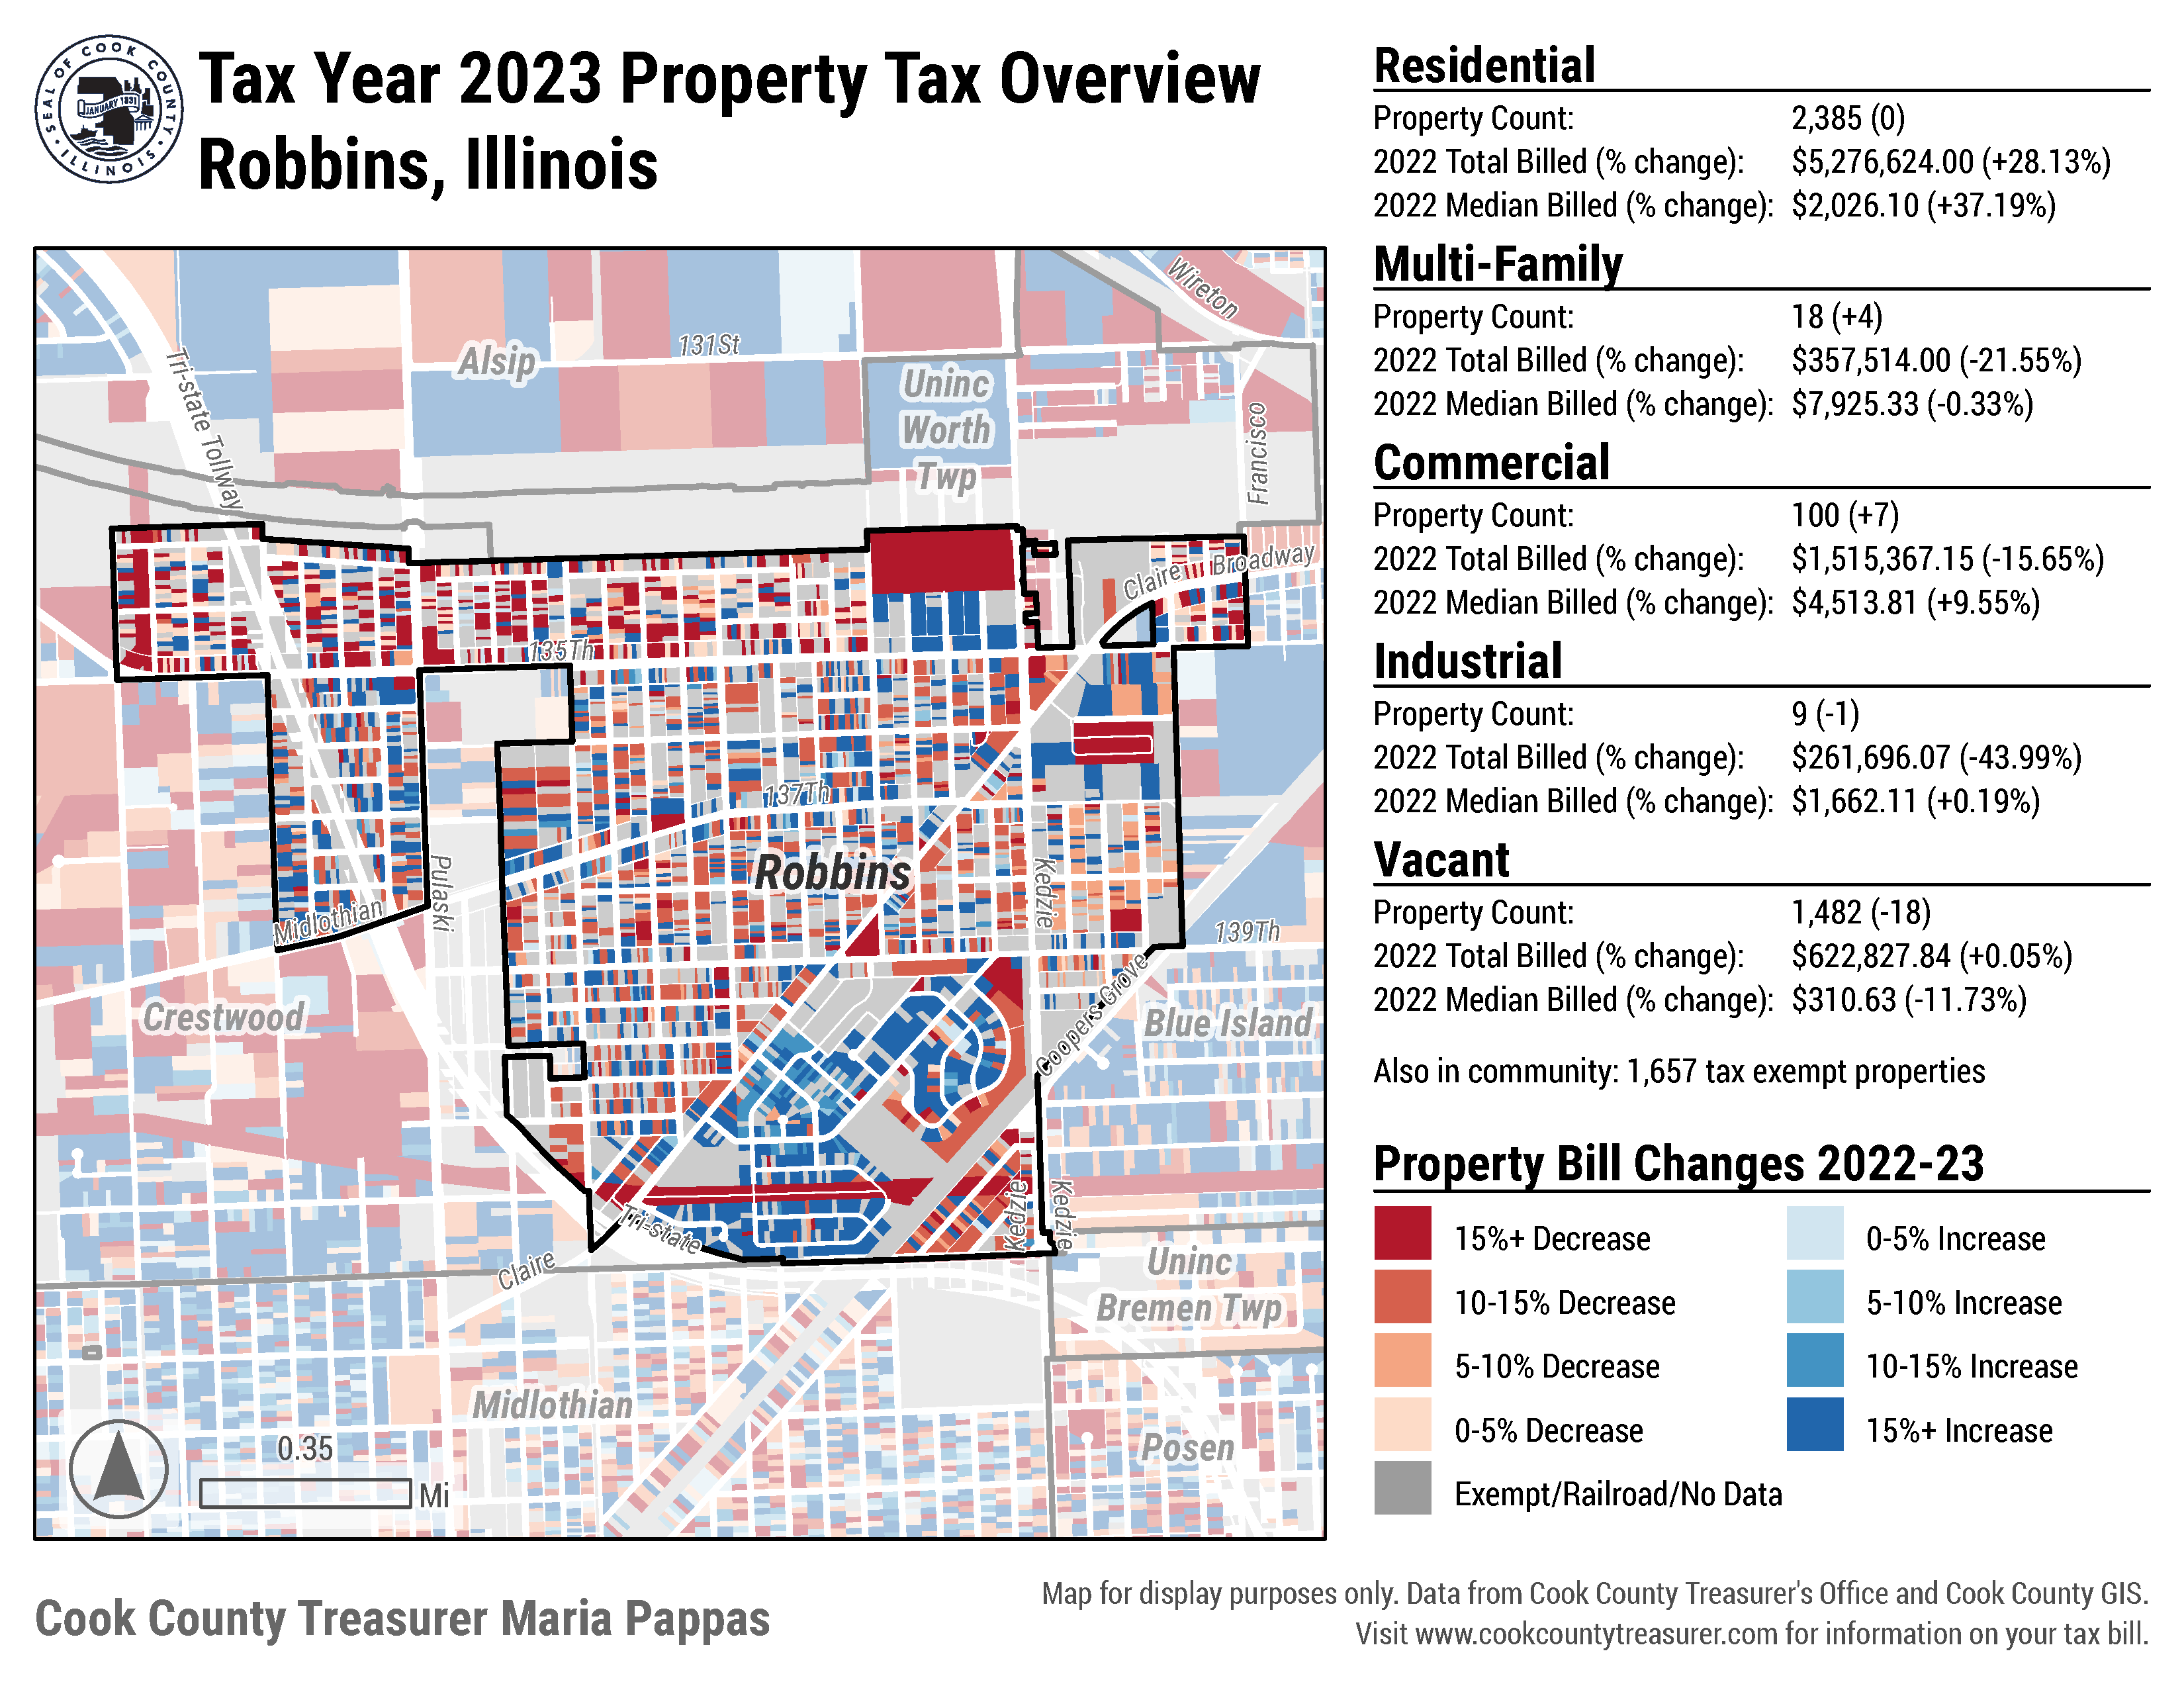 SEAL OF COOK COUNTY
• ILLINOIS •
JANUARY 1831
Tax Year 2023 Property Tax Overview
Robbins, Illinois
Wireton
131St
Alsip
Tri-state Tollway
Uninc
Worth
Twp
Francisco
Claire
Broadway
135Th
137Th
Robbins
Pulaski
Kedzie
Midlothian
139Th
Crestwood
Coopers Grove
Blue Island
Tri-state
Kedzie
Kedzie
Claire
Uninc
Bremen Twp
Midlothian
Posen
0.35
Mi
Residential
Property Count: 2,385 (0)
2022 Total Billed (% change): $5,276,624.00 (+28.13%)
2022 Median Billed (% change): $2,026.10 (+37.19%)
Multi-Family
Property Count: 18 (+4)
2022 Total Billed (% change): $357,514.00 (-21.55%)
2022 Median Billed (% change): $7,925.33 (-0.33%)
Commercial
Property Count: 100 (+7)
2022 Total Billed (% change): $1,515,367.15 (-15.65%)
2022 Median Billed (% change): $4,513.81 (+9.55%)
Industrial
Property Count: 9 (-1)
2022 Total Billed (% change): $261,696.07 (-43.99%)
2022 Median Billed (% change): $1,662.11 (+0.19%)
Vacant
Property Count: 1,482 (-18)
2022 Total Billed (% change): $622,827.84 (+0.05%)
2022 Median Billed (% change): $310.63 (-11.73%)
Also in community: 1,657 tax exempt properties
Property Bill Changes 2022-23
15%+ Decrease
0-5% Increase
10-15% Decrease
5-10% Increase
5-10% Decrease
10-15% Increase
0-5% Decrease
15%+ Increase
Exempt/Railroad/No Data
Cook County Treasurer Maria Pappas
Map for display purposes only. Data from Cook County Treasurer's Office and Cook County GIS.
Visit www.cookcountytreasurer.com for information on your tax bill.